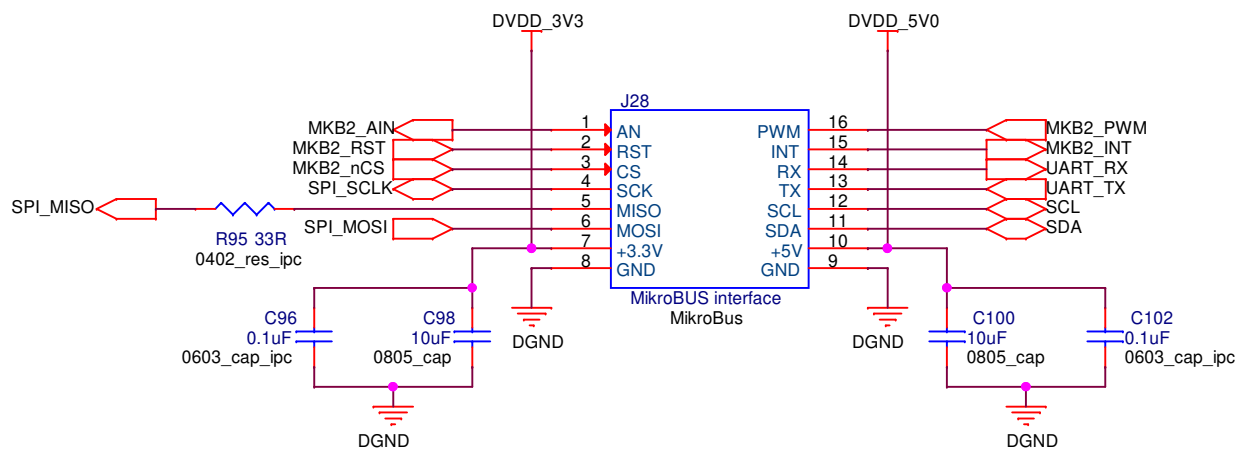 DVDD_3V3
DVDD_5V0
J28
MKB2_AIN 1 AN PWM 16 MKB2_PWM
MKB2_RST 2 RST INT 15 MKB2_INT
MKB2_nCS 3 CS RX 14 UART_RX
SPI_SCLK 4 SCK TX 13 UART_TX
SPI_MISO 5 MISO SCL 12 SCL
SPI_MOSI 6 MOSI SDA 11 SDA
R95 33R
0402_res_ipc
7 +3.3V +5V 10
8 GND GND 9
MikroBUS interface
MikroBus
DGND
DGND
C96
0.1uF
0603_cap_ipc
C98
10uF
0805_cap
C100
10uF
0805_cap
C102
0.1uF
0603_cap_ipc
DGND
DGND